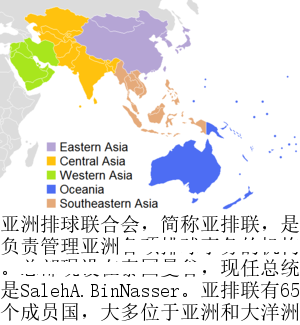 Eastern Asia
Central Asia
Western Asia
Oceania
Southeastern Asia
亚洲排球联合会，简称亚排联，是
负责管理亚洲
，现任总统
是SalehA.BinNasser。亚排联有65
个成员国，大多位于亚洲和大洋洲